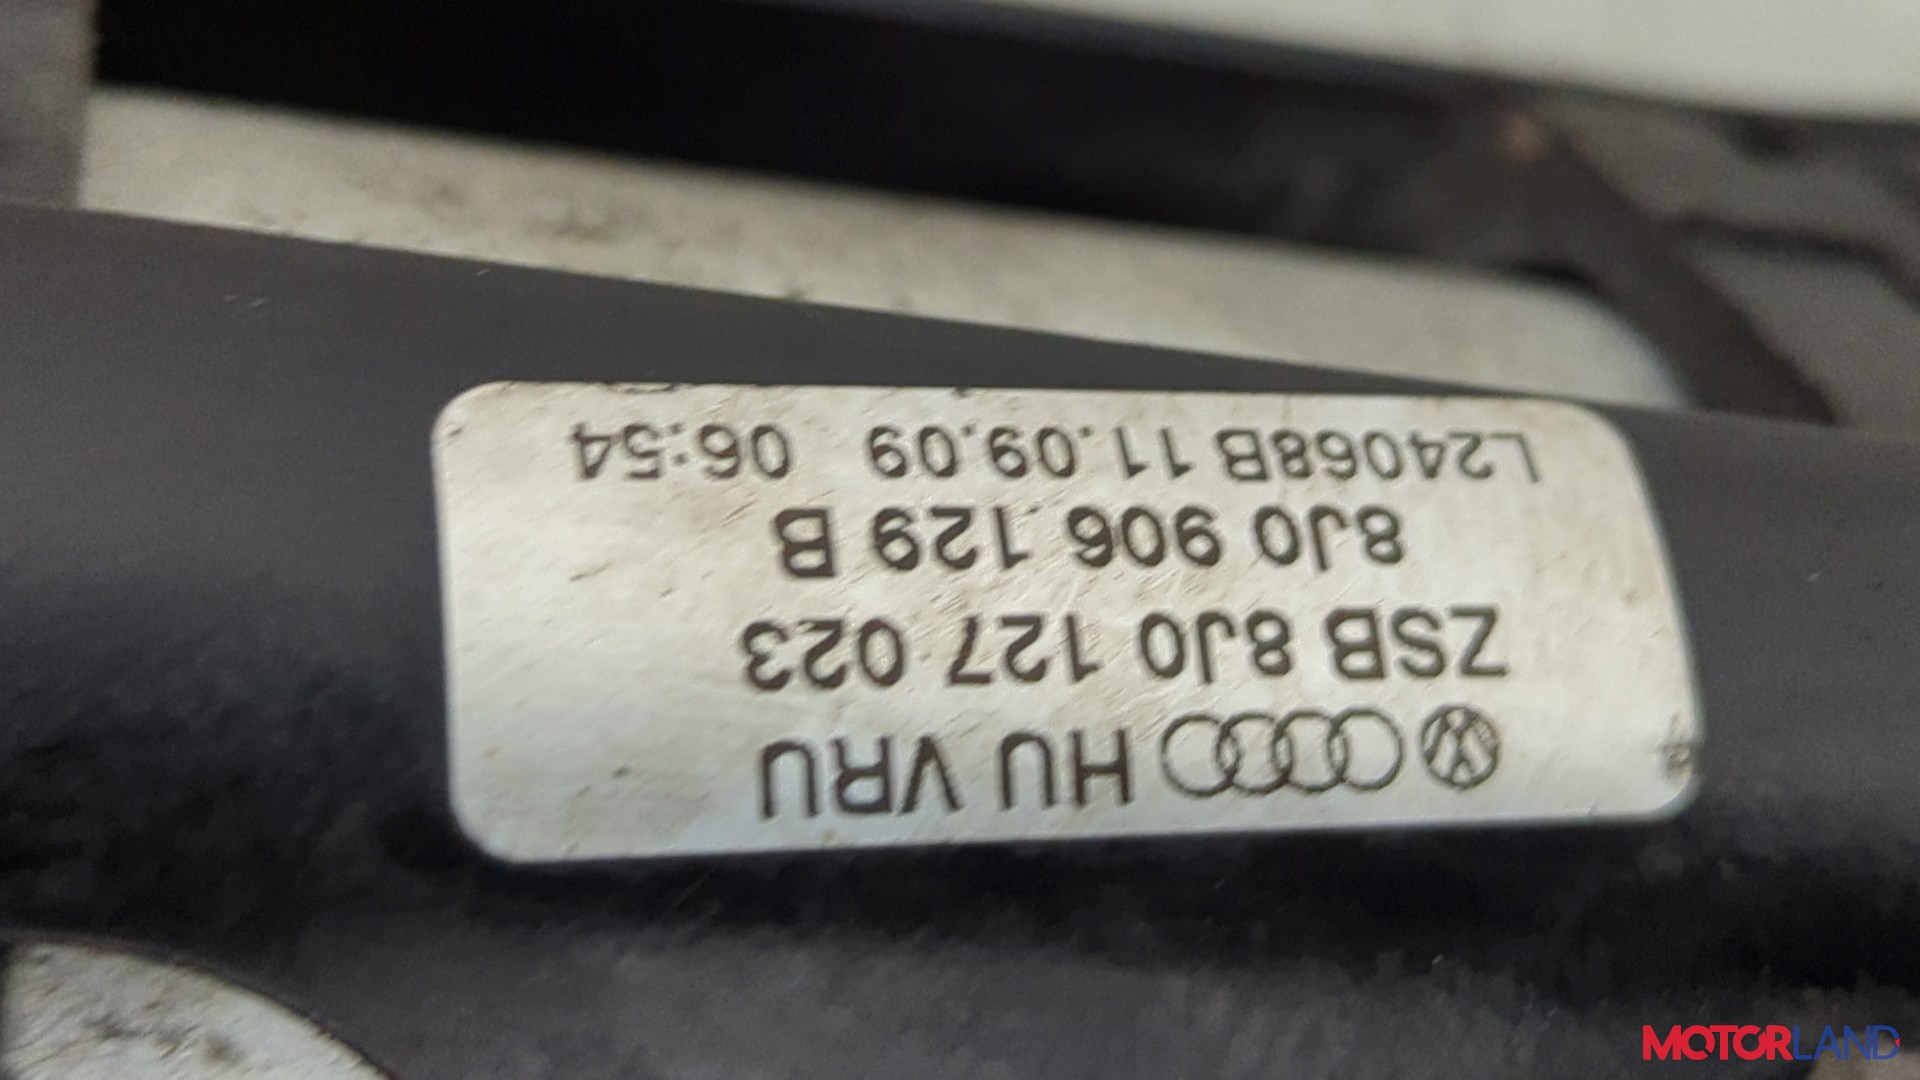 HU VRU
ZSB 8J0 127 023
8J0 906 129 B
L24068B 11.09.09 06:54
MOTORLAND